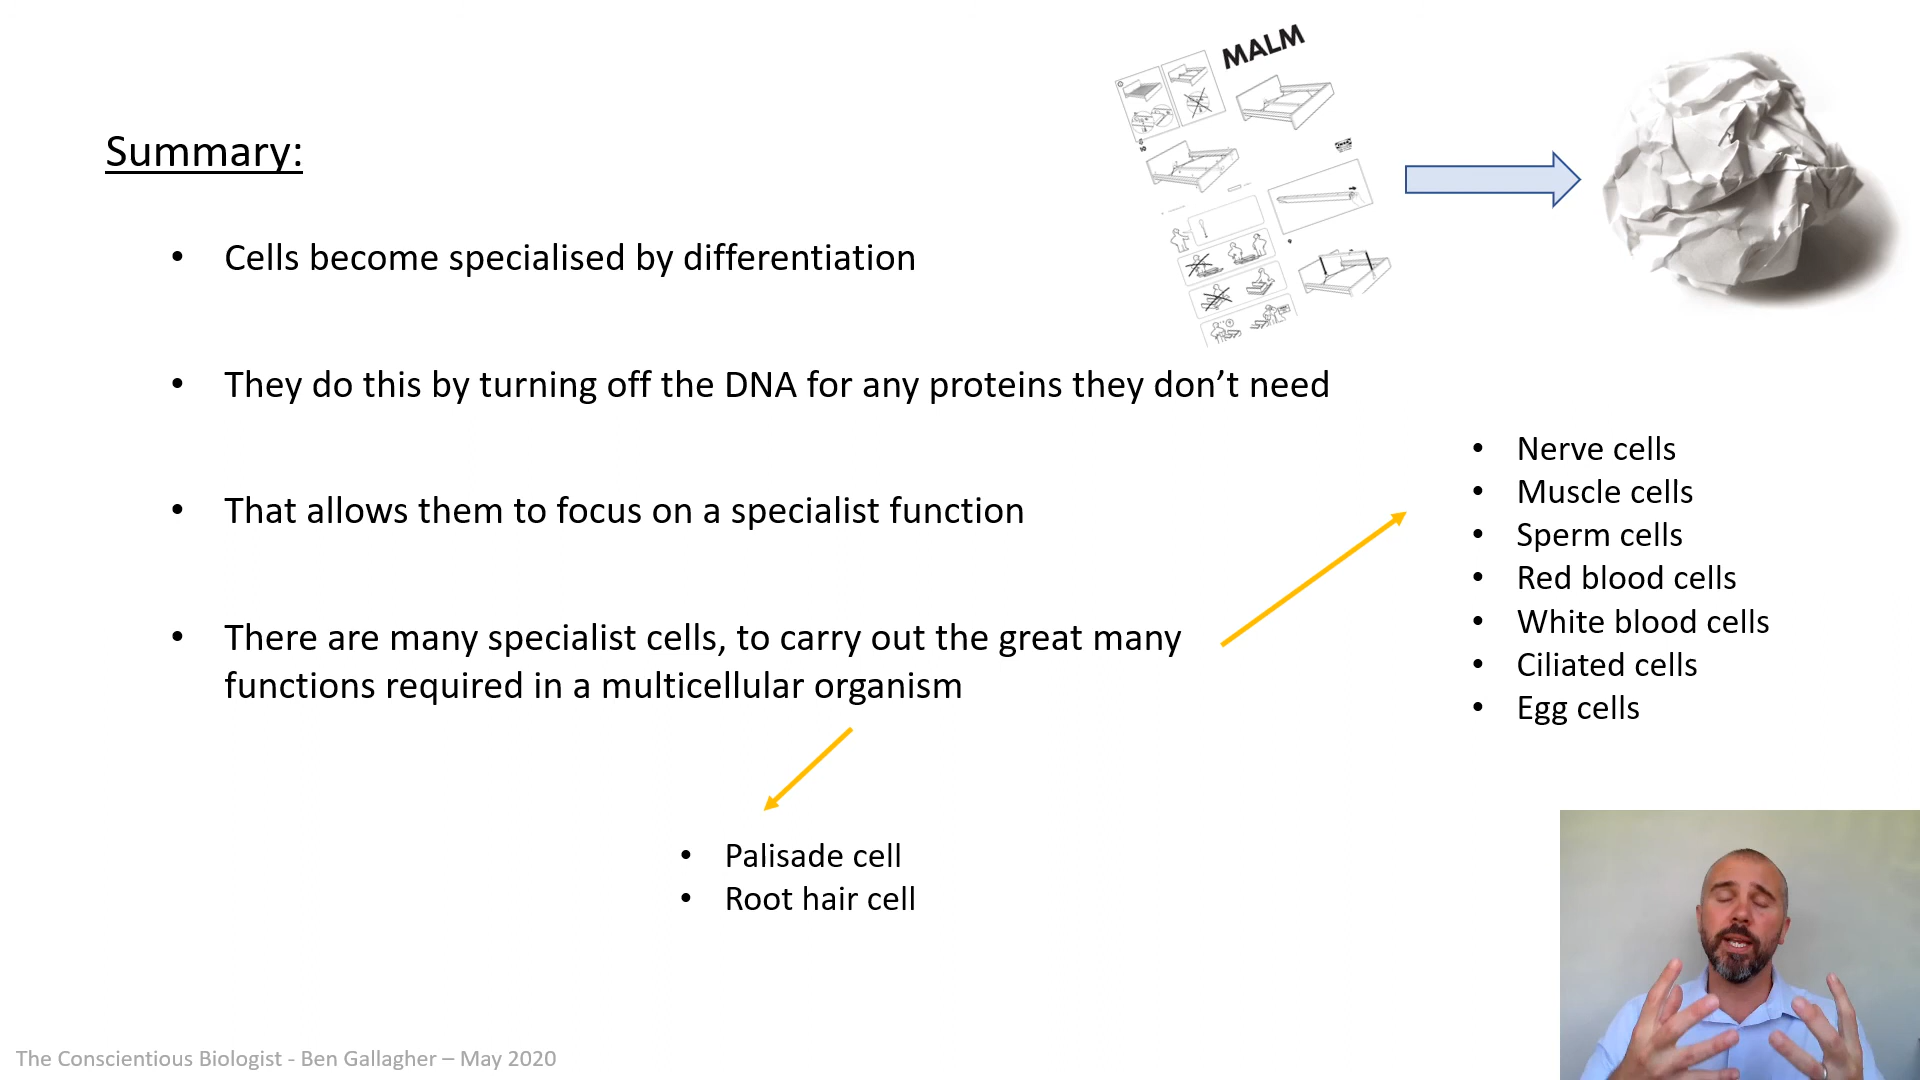 MALM
Summary:
• Cells become specialised by differentiation
• They do this by turning off the DNA for any proteins they don’t need
• That allows them to focus on a specialist function
• There are many specialist cells, to carry out the great many
functions required in a multicellular organism
• Nerve cells
• Muscle cells
• Sperm cells
• Red blood cells
• White blood cells
• Ciliated cells
• Egg cells
• Palisade cell
• Root hair cell
The Conscientious Biologist - Ben Gallagher – May 2020